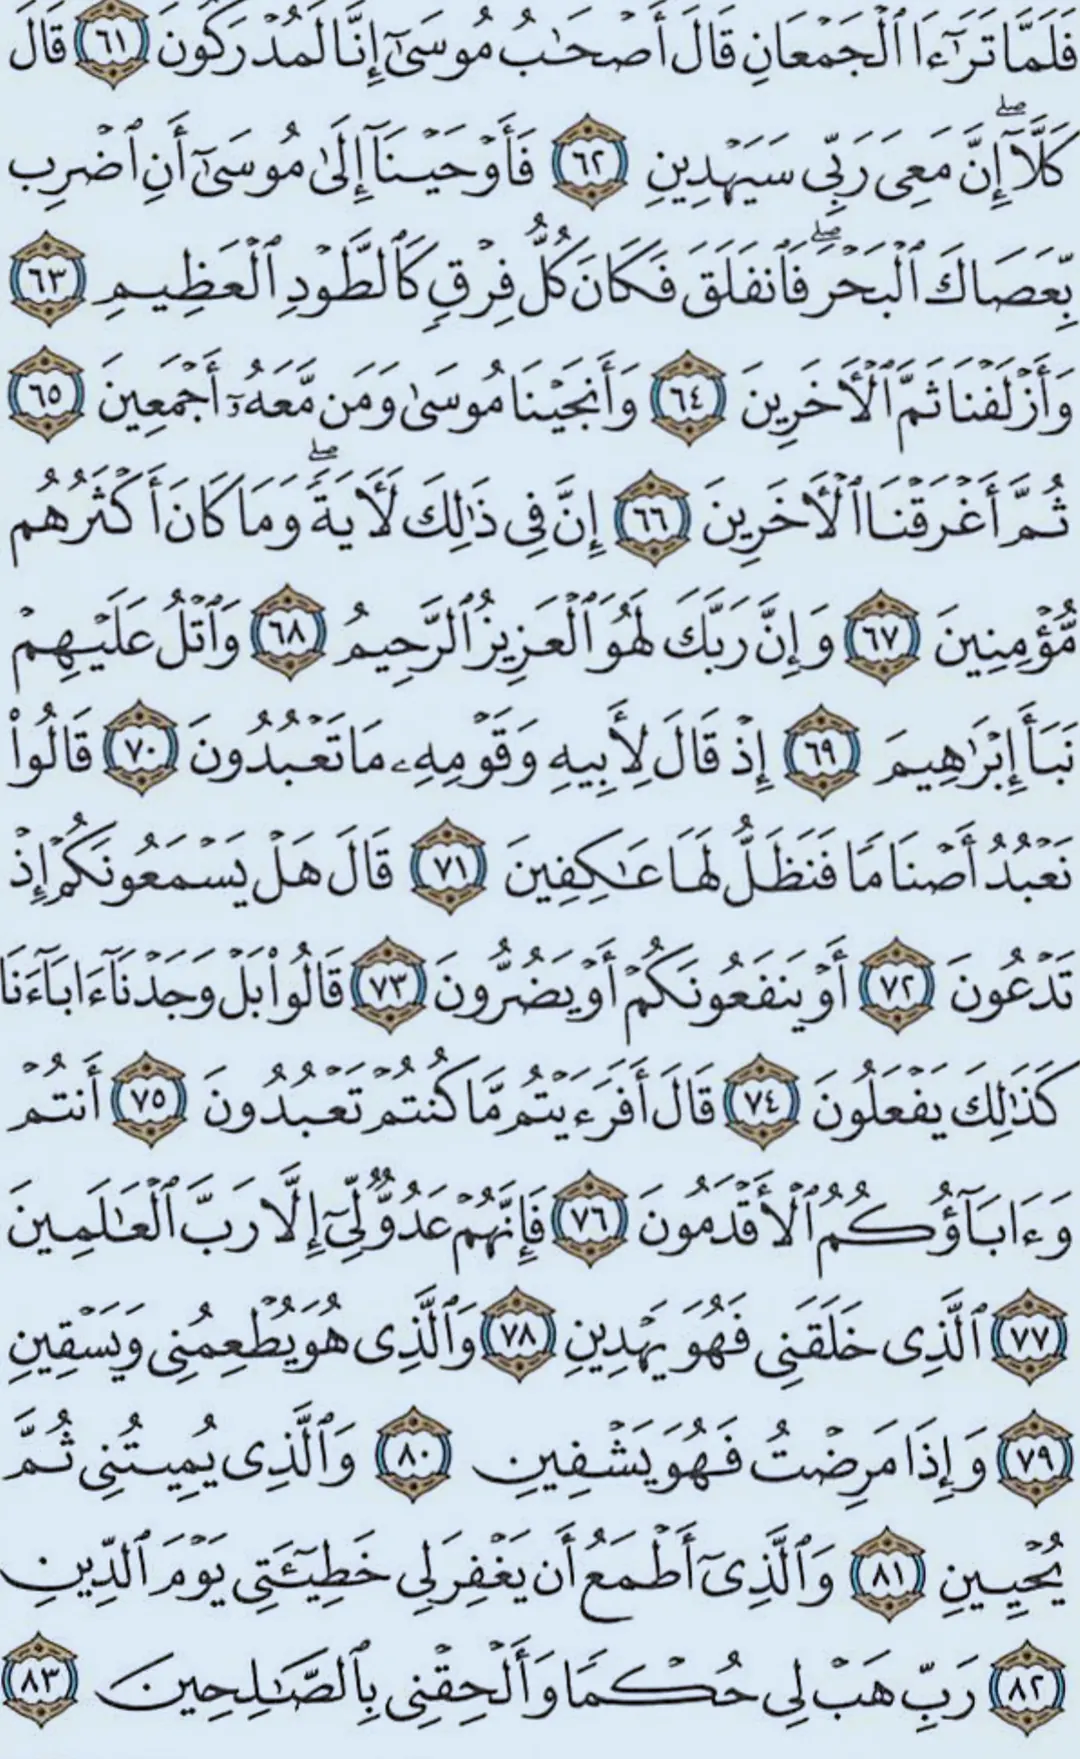 فَلَمَّا تَرَٰٓءَا ٱلْجَمْعَانِ قَالَ أَصْحَٰبُ مُوسَىٰٓ إِنَّا لَمُدْرَكُونَ ٦١ قَالَ
كَلَّآ ۖ إِنَّ مَعِىَ رَبِّى سَيَهْدِينِ ٦٢ فَأَوْحَيْنَآ إِلَىٰ مُوسَىٰٓ أَنِ ٱضْرِب
بِّعَصَاكَ ٱلْبَحْرَ ۖ فَٱنفَلَقَ فَكَانَ كُلُّ فِرْقٍ كَٱلطَّوْدِ ٱلْعَظِيمِ ٦٣
وَأَزْلَفْنَا ثَمَّ ٱلْأَخَرِينَ ٦٤ وَأَنجَيْنَا مُوسَىٰ وَمَن مَّعَهُۥٓ أَجْمَعِينَ ٦٥
ثُمَّ أَغْرَقْنَا ٱلْأَخَرِينَ ٦٦ إِنَّ فِى ذَٰلِكَ لَأَيَةً ۖ وَمَا كَانَ أَكْثَرُهُم
مُّؤْمِنِينَ ٦٧ وَإِنَّ رَبَّكَ لَهُوَ ٱلْعَزِيزُ ٱلرَّحِيمُ ٦٨ وَٱتْلُ عَلَيْهِمْ
نَبَأَ إِبْرَٰهِيمَ ٦٩ إِذْ قَالَ لِأَبِيهِ وَقَوْمِهِۦ مَا تَعْبُدُونَ ٧٠ قَالُوا۟
نَعْبُدُ أَصْنَامًا فَنَظَلُّ لَهَا عَٰكِفِينَ ٧١ قَالَ هَلْ يَسْمَعُونَكُمْ إِذْ
تَدْعُونَ ٧٢ أَوْ يَنفَعُونَكُمْ أَوْ يَضُرُّونَ ٧٣ قَالُوا۟ بَلْ وَجَدْنَآ ءَابَآءَنَا
كَذَٰلِكَ يَفْعَلُونَ ٧٤ قَالَ أَفَرَءَيْتُم مَّا كُنتُمْ تَعْبُدُونَ ٧٥ أَنتُمْ
وَءَابَآؤُكُمُ ٱلْأَقْدَمُونَ ٧٦ فَإِنَّهُمْ عَدُوٌّ لِّىٓ إِلَّا رَبَّ ٱلْعَٰلَمِينَ
٧٧ ٱلَّذِى خَلَقَنِى فَهُوَ يَهْدِينِ ٧٨ وَٱلَّذِى هُوَ يُطْعِمُنِى وَيَسْقِينِ
٧٩ وَإِذَا مَرِضْتُ فَهُوَ يَشْفِينِ ٨٠ وَٱلَّذِى يُمِيتُنِى ثُمَّ
يُحْيِينِ ٨١ وَٱلَّذِىٓ أَطْمَعُ أَن يَغْفِرَ لِى خَطِيٓـَٔتِى يَوْمَ ٱلدِّينِ
٨٢ رَبِّ هَبْ لِى حُكْمًا وَأَلْحِقْنِى بِٱلصَّٰلِحِينَ ٨٣